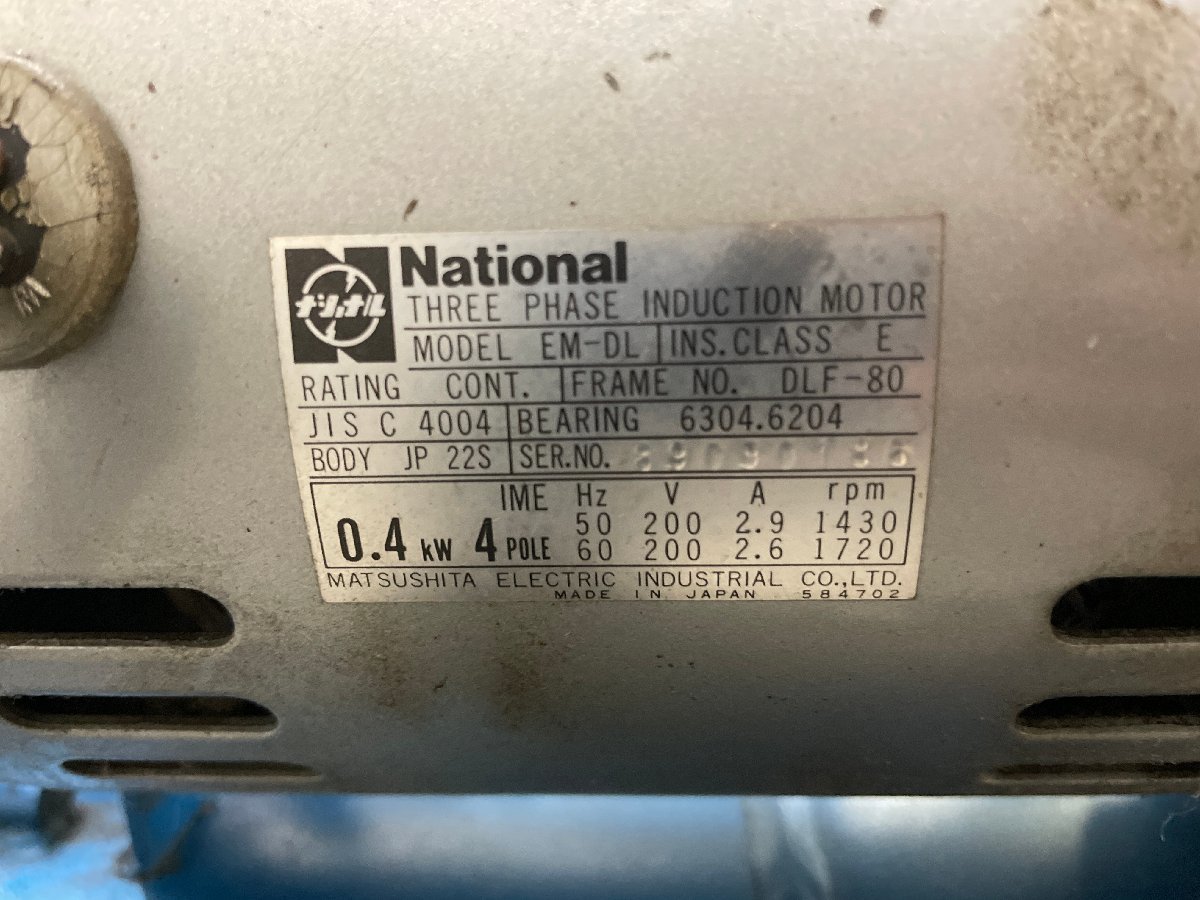 ナショナル
National
THREE PHASE INDUCTION MOTOR
MODEL EM-DL INS.CLASS E
RATING CONT. FRAME NO. DLF-80
JIS C 4004 BEARING 6304.6204
BODY JP 22S SER.NO.
IME Hz V A rpm
0.4 kW 4 POLE 50 200 2.9 1430
60 200 2.6 1720
MATSUSHITA ELECTRIC INDUSTRIAL CO.,LTD.
MADE IN JAPAN 584702